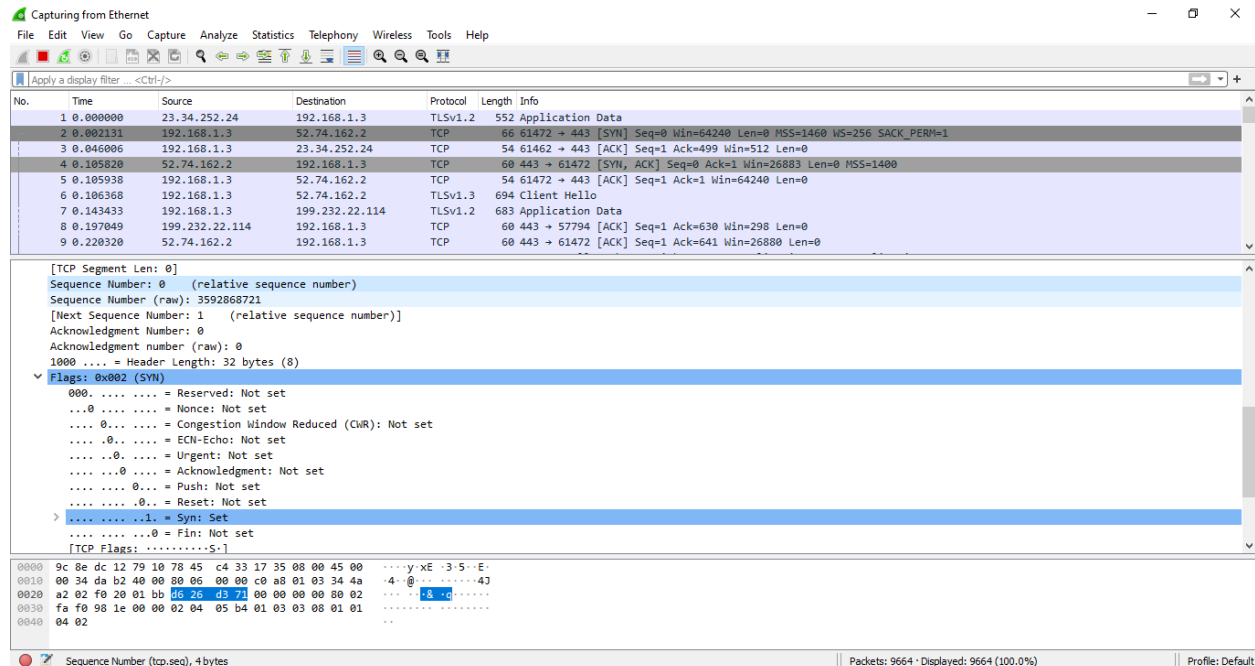 Capturing from Ethernet
File Edit View Go Capture Analyze Statistics Telephony Wireless Tools Help
Apply a display filter ... <Ctrl-/>
No. Time Source Destination Protocol Length Info
1 0.000000 23.34.252.24 192.168.1.3 TLSv1.2 552 Application Data
2 0.002131 192.168.1.3 52.74.162.2 TCP 66 61472 → 443 [SYN] Seq=0 Win=64240 Len=0 MSS=1460 WS=256 SACK_PERM=1
3 0.046006 192.168.1.3 23.34.252.24 TCP 54 61462 → 443 [ACK] Seq=1 Ack=499 Win=512 Len=0
4 0.105820 52.74.162.2 192.168.1.3 TCP 60 443 → 61472 [SYN, ACK] Seq=0 Ack=1 Win=26883 Len=0 MSS=1400
5 0.105938 192.168.1.3 52.74.162.2 TCP 54 61472 → 443 [ACK] Seq=1 Ack=1 Win=64240 Len=0
6 0.106368 192.168.1.3 52.74.162.2 TLSv1.3 694 Client Hello
7 0.143433 192.168.1.3 199.232.22.114 TLSv1.2 683 Application Data
8 0.197049 199.232.22.114 192.168.1.3 TCP 60 443 → 57794 [ACK] Seq=1 Ack=630 Win=298 Len=0
9 0.220320 52.74.162.2 192.168.1.3 TCP 60 443 → 61472 [ACK] Seq=1 Ack=641 Win=26880 Len=0
[TCP Segment Len: 0]
Sequence Number: 0 (relative sequence number)
Sequence Number (raw): 3592868721
[Next Sequence Number: 1 (relative sequence number)]
Acknowledgment Number: 0
Acknowledgment number (raw): 0
1000 .... = Header Length: 32 bytes (8)
Flags: 0x002 (SYN)
000. .... .... = Reserved: Not set
...0 .... .... = Nonce: Not set
.... 0... .... = Congestion Window Reduced (CWR): Not set
.... .0.. .... = ECN-Echo: Not set
.... ..0. .... = Urgent: Not set
.... ...0 .... = Acknowledgment: Not set
.... .... 0... = Push: Not set
.... .... .0.. = Reset: Not set
.... .... ..1. = Syn: Set
.... .... ...0 = Fin: Not set
[TCP Flags: ··········S·]
0000 9c 8e dc 12 79 10 78 45 c4 33 17 35 08 00 45 00 ····y·xE ·3·5··E·
0010 00 34 da b2 40 00 80 06 00 00 c0 a8 01 03 34 4a ·4··@··· ······4J
0020 a2 02 f0 20 01 bb d6 26 d3 71 00 00 00 00 80 02 ··· ···& ·q······
0030 fa f0 98 1e 00 00 02 04 05 b4 01 03 03 08 01 01 ········ ········
0040 04 02 ··
Sequence Number (tcp.seq), 4 bytes Packets: 9664 · Displayed: 9664 (100.0%) Profile: Default